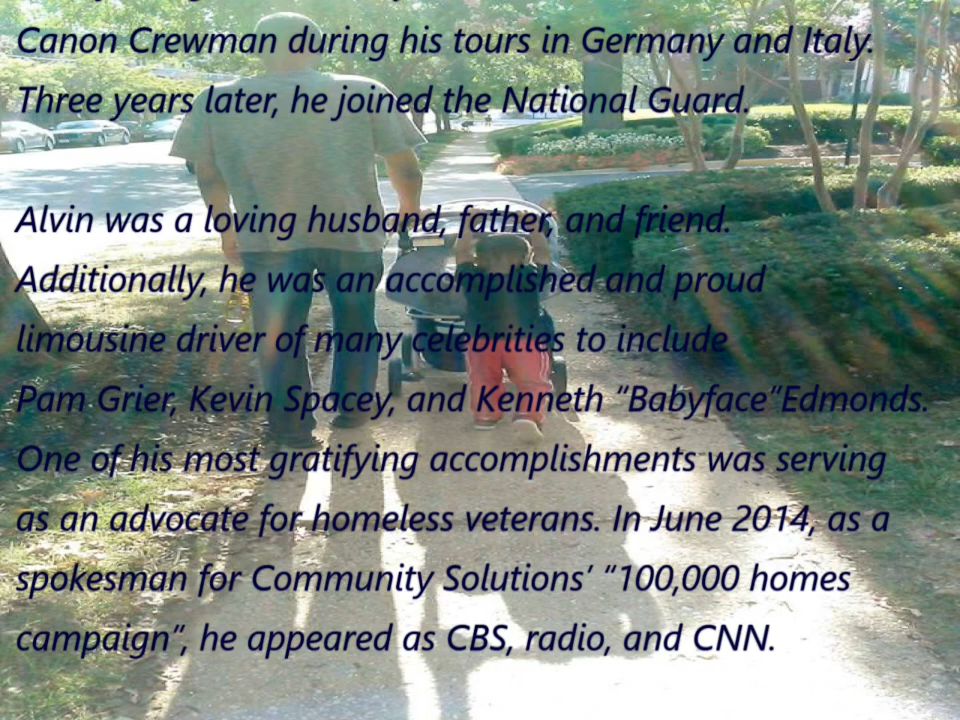 Canon Crewman during his tours in Germany and Italy.
Three years later, he joined the National Guard.
Alvin was a loving husband, father, and friend.
Additionally, he was an accomplished and proud
limousine driver of many celebrities to include
Pam Grier, Kevin Spacey, and Kenneth “Babyface”Edmonds.
One of his most gratifying accomplishments was serving
as an advocate for homeless veterans. In June 2014, as a
spokesman for Community Solutions’ “100,000 homes
campaign”, he appeared as CBS, radio, and CNN.